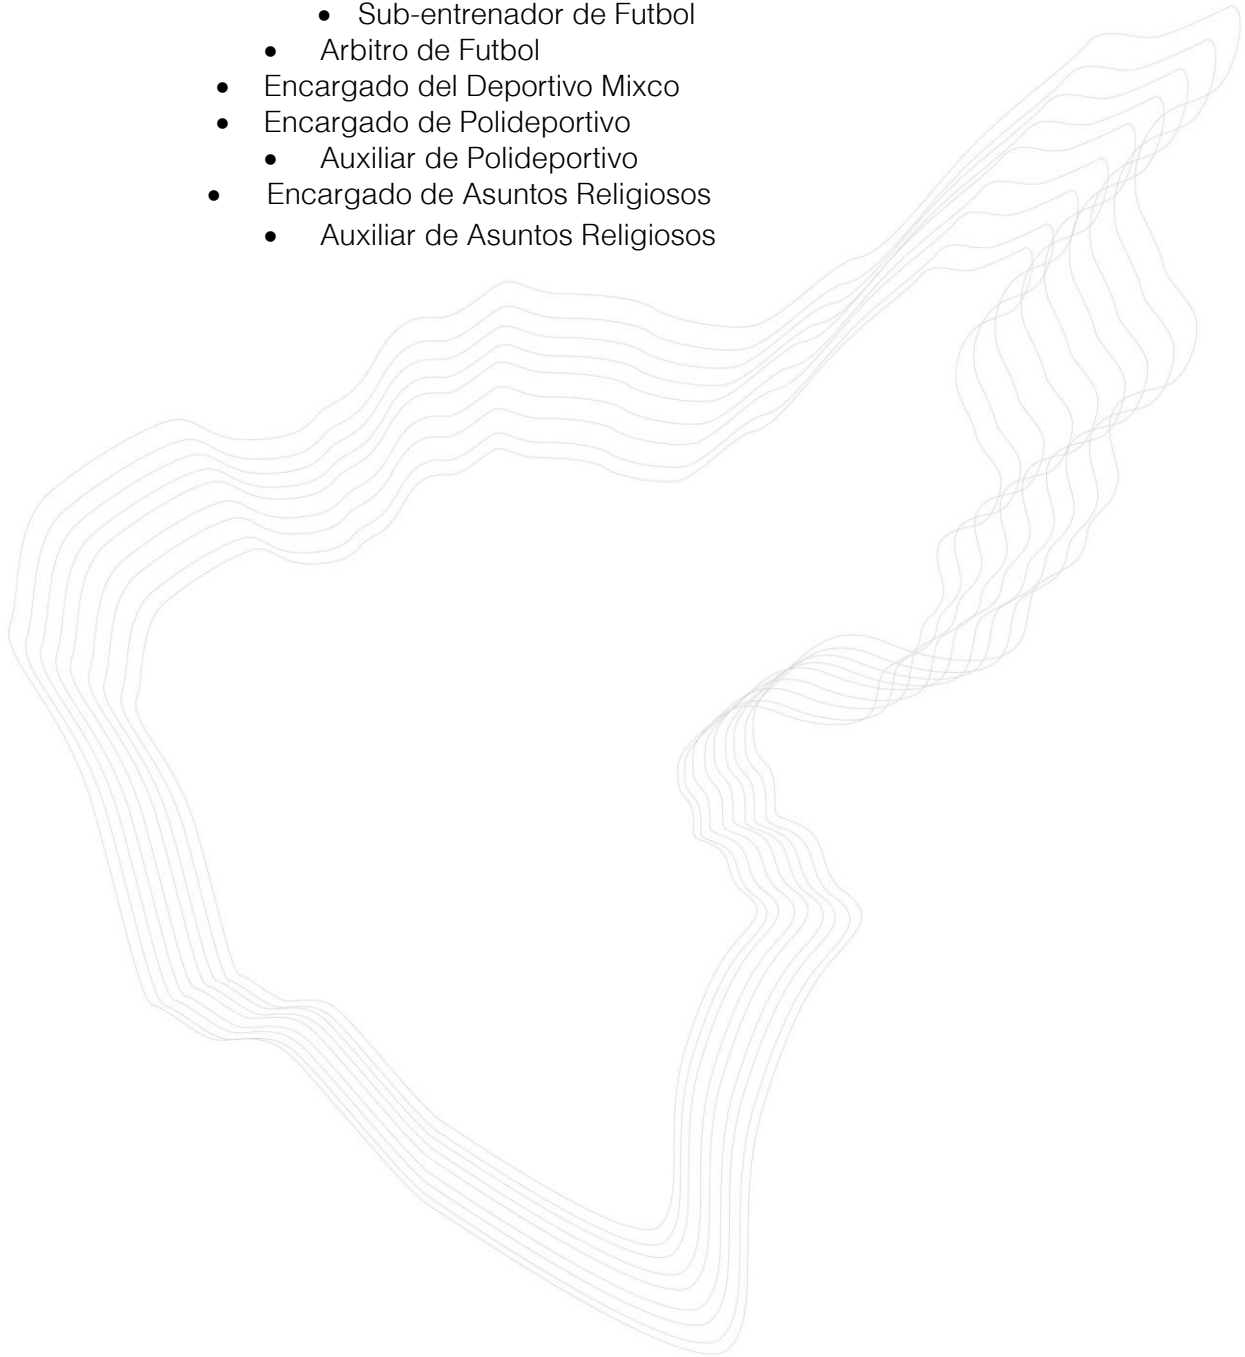 • Sub-entrenador de Futbol
• Arbitro de Futbol
• Encargado del Deportivo Mixco
• Encargado de Polideportivo
• Auxiliar de Polideportivo
• Encargado de Asuntos Religiosos
• Auxiliar de Asuntos Religiosos